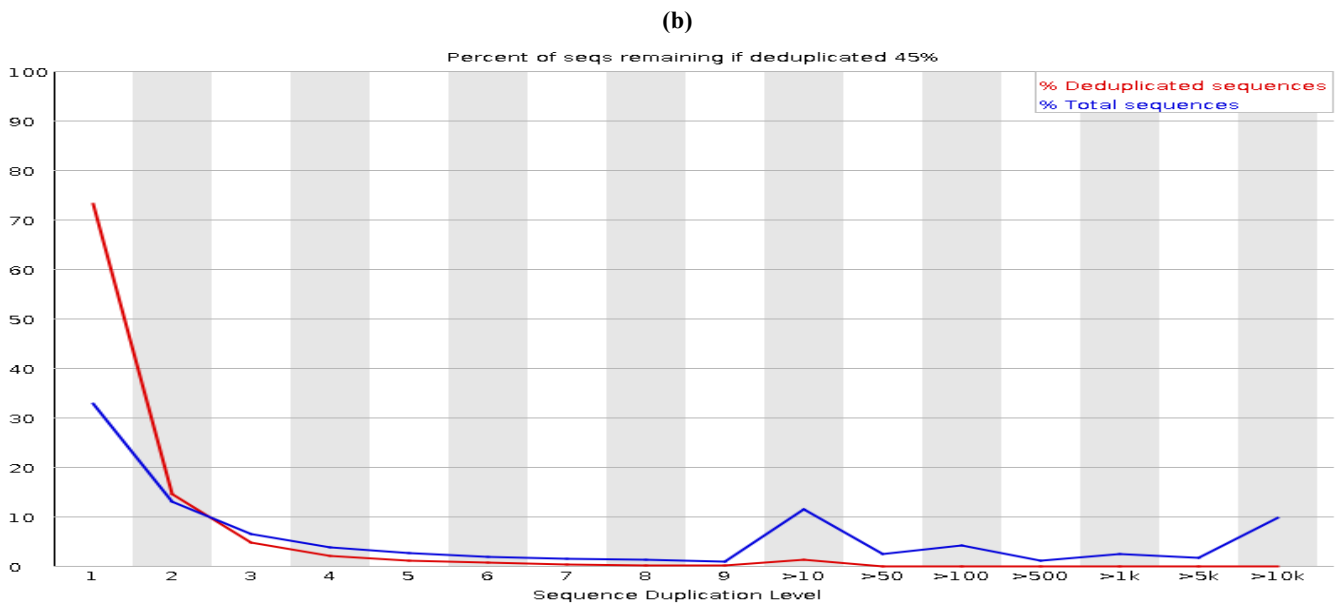 (b)
Percent of seqs remaining if deduplicated 45%
% Deduplicated sequences
% Total sequences
100
90
80
70
60
50
40
30
20
10
0
1 2 3 4 5 6 7 8 9 >10 >50 >100 >500 >1k >5k >10k
Sequence Duplication Level